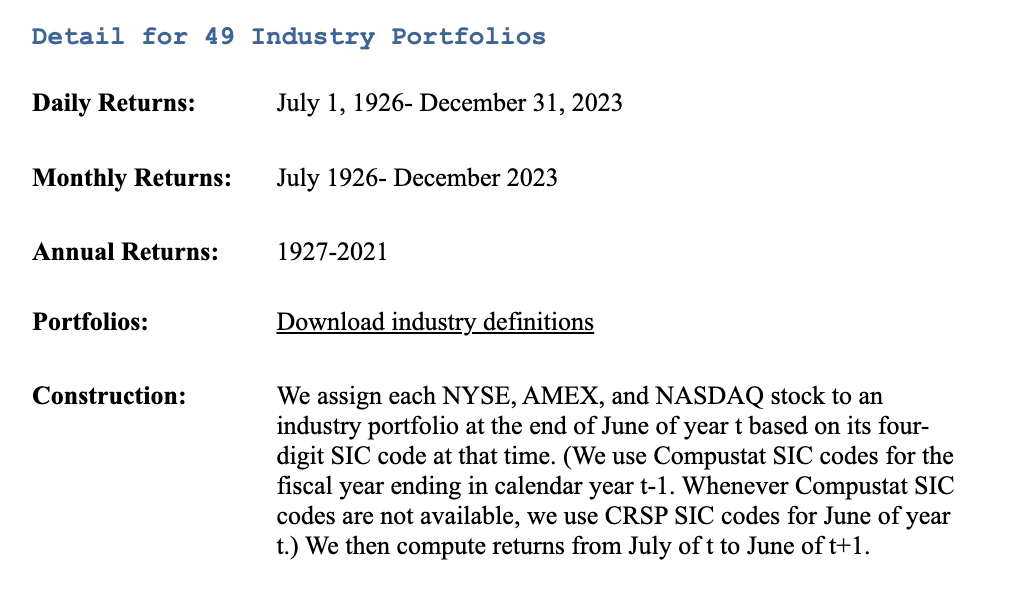 Detail for 49 Industry Portfolios
Daily Returns: July 1, 1926- December 31, 2023
Monthly Returns: July 1926- December 2023
Annual Returns: 1927-2021
Portfolios: Download industry definitions
Construction: We assign each NYSE, AMEX, and NASDAQ stock to an
industry portfolio at the end of June of year t based on its four-
digit SIC code at that time. (We use Compustat SIC codes for the
fiscal year ending in calendar year t-1. Whenever Compustat SIC
codes are not available, we use CRSP SIC codes for June of year
t.) We then compute returns from July of t to June of t+1.